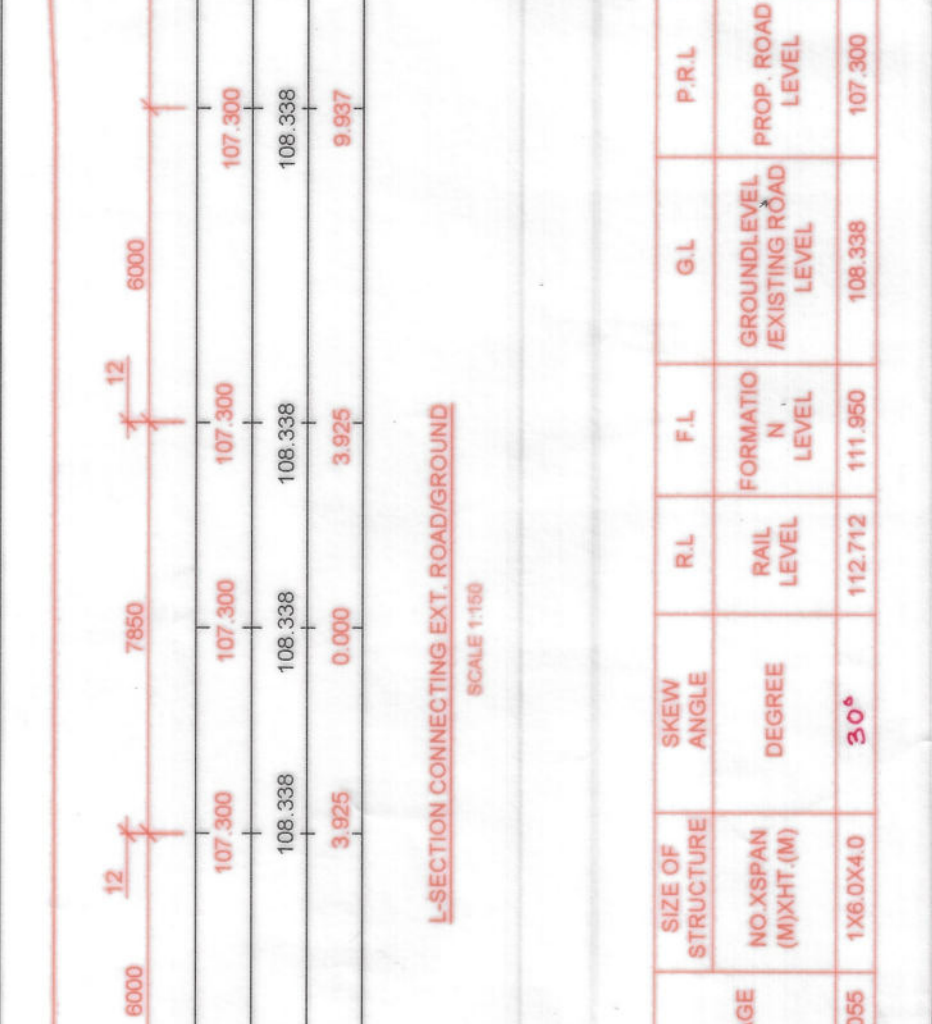 12 12
6000 7850 6000
107.300 107.300 107.300 107.300
108.338 108.338 108.338 108.338
3.925 0.000 3.925 9.937
L-SECTION CONNECTING EXT. ROAD/GROUND
SCALE 1:150
SIZE OF
STRUCTURE
SKEW
ANGLE
R.L
F.L
G.L
P.R.L
GE
NO.XSPAN
(M)XHT.(M)
DEGREE
RAIL
LEVEL
FORMATIO
N
LEVEL
GROUNDLEVEL
/EXISTING ROAD
LEVEL
PROP. ROAD
LEVEL
055
1X6.0X4.0
30°
112.712
111.950
108.338
107.300